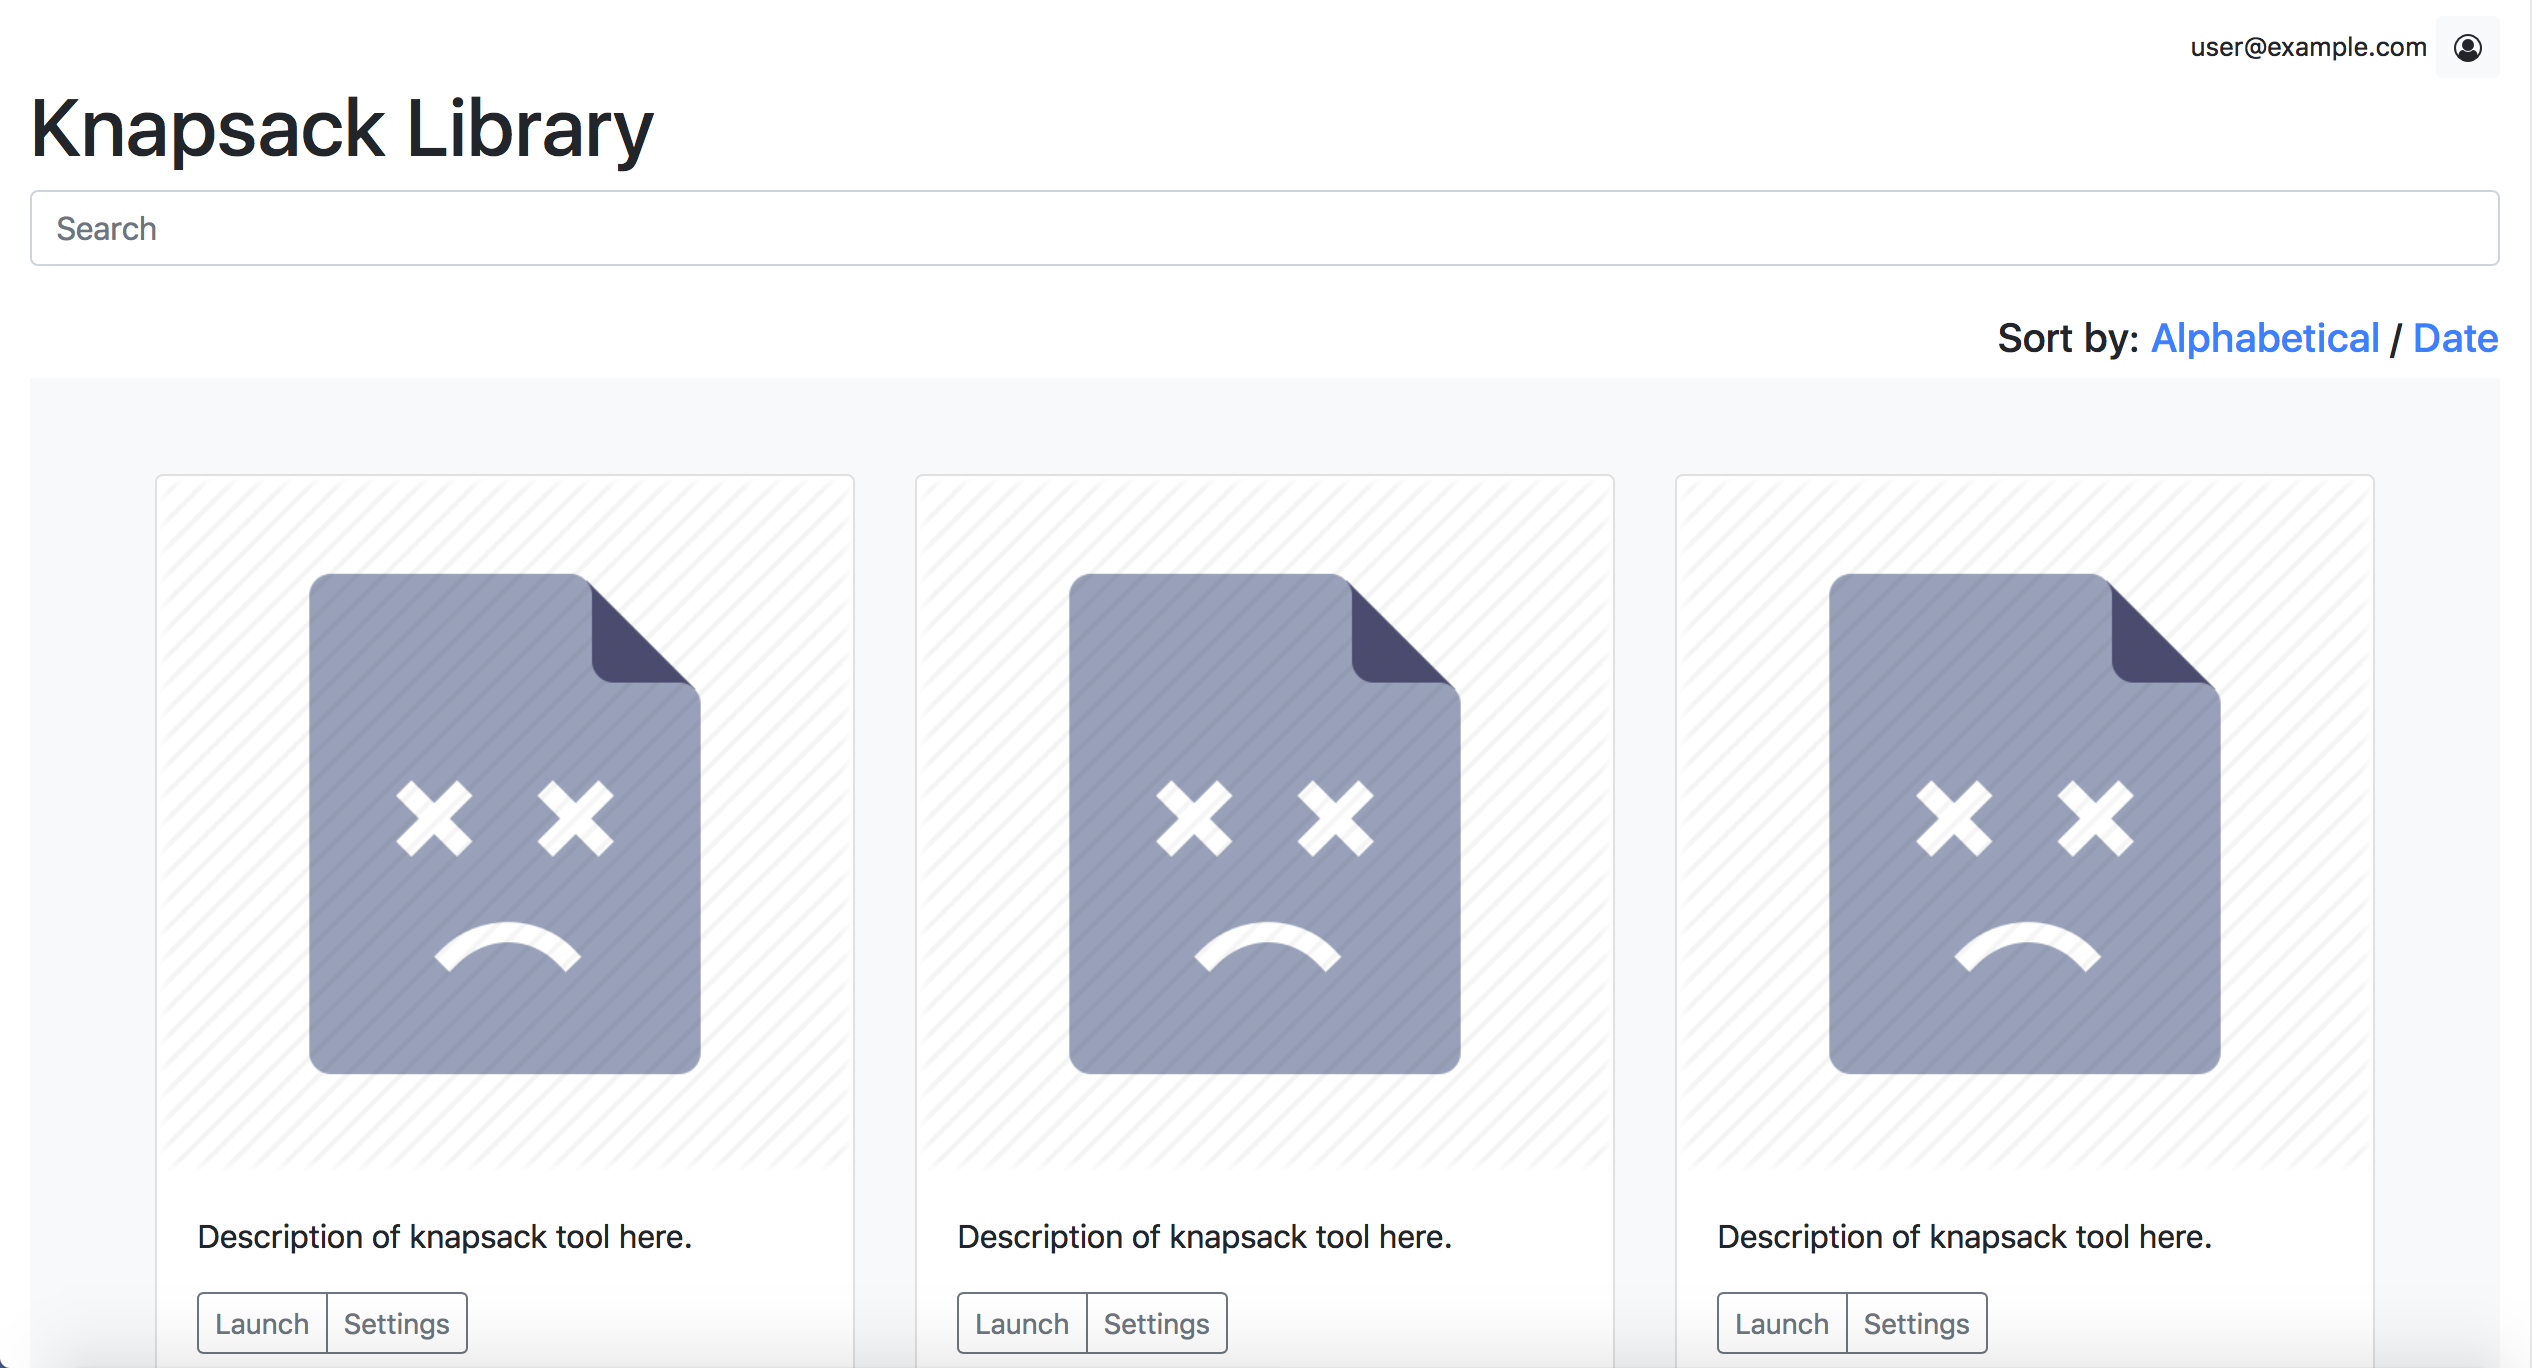 user@example.com
Knapsack Library
Search
Sort by: Alphabetical / Date
Description of knapsack tool here.
Launch Settings
Description of knapsack tool here.
Launch Settings
Description of knapsack tool here.
Launch Settings